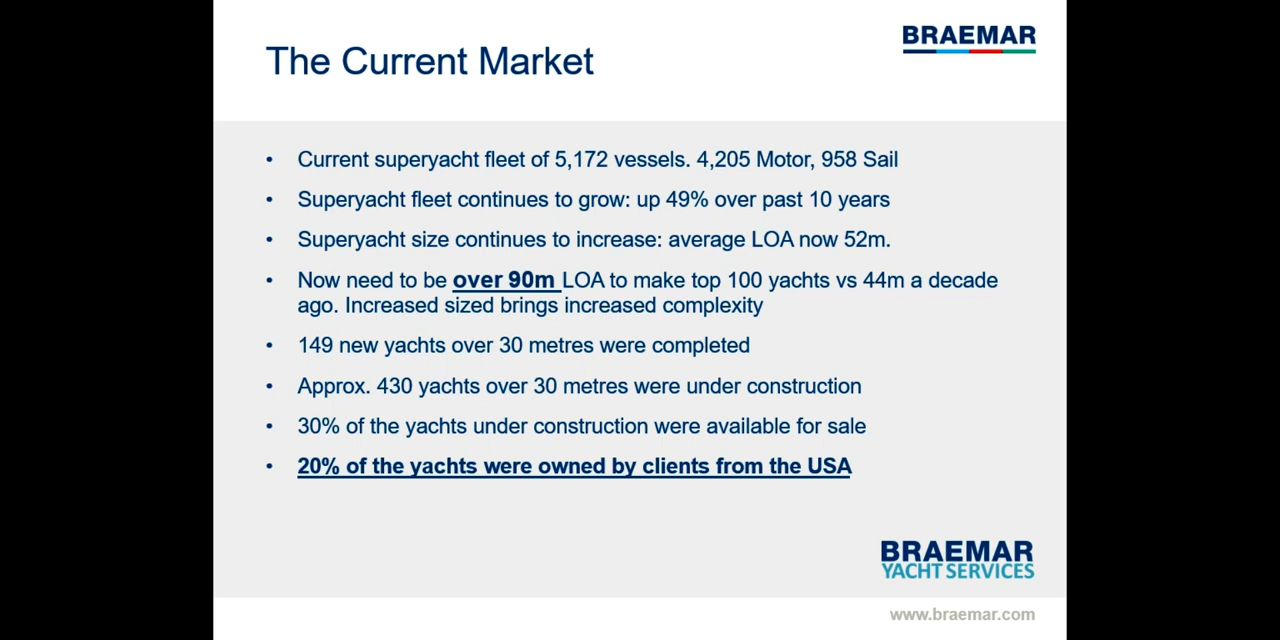 BRAEMAR
The Current Market
• Current superyacht fleet of 5,172 vessels. 4,205 Motor, 958 Sail
• Superyacht fleet continues to grow: up 49% over past 10 years
• Superyacht size continues to increase: average LOA now 52m.
• Now need to be over 90m LOA to make top 100 yachts vs 44m a decade
ago. Increased sized brings increased complexity
• 149 new yachts over 30 metres were completed
• Approx. 430 yachts over 30 metres were under construction
• 30% of the yachts under construction were available for sale
• 20% of the yachts were owned by clients from the USA
BRAEMAR
YACHT SERVICES
www.braemar.com